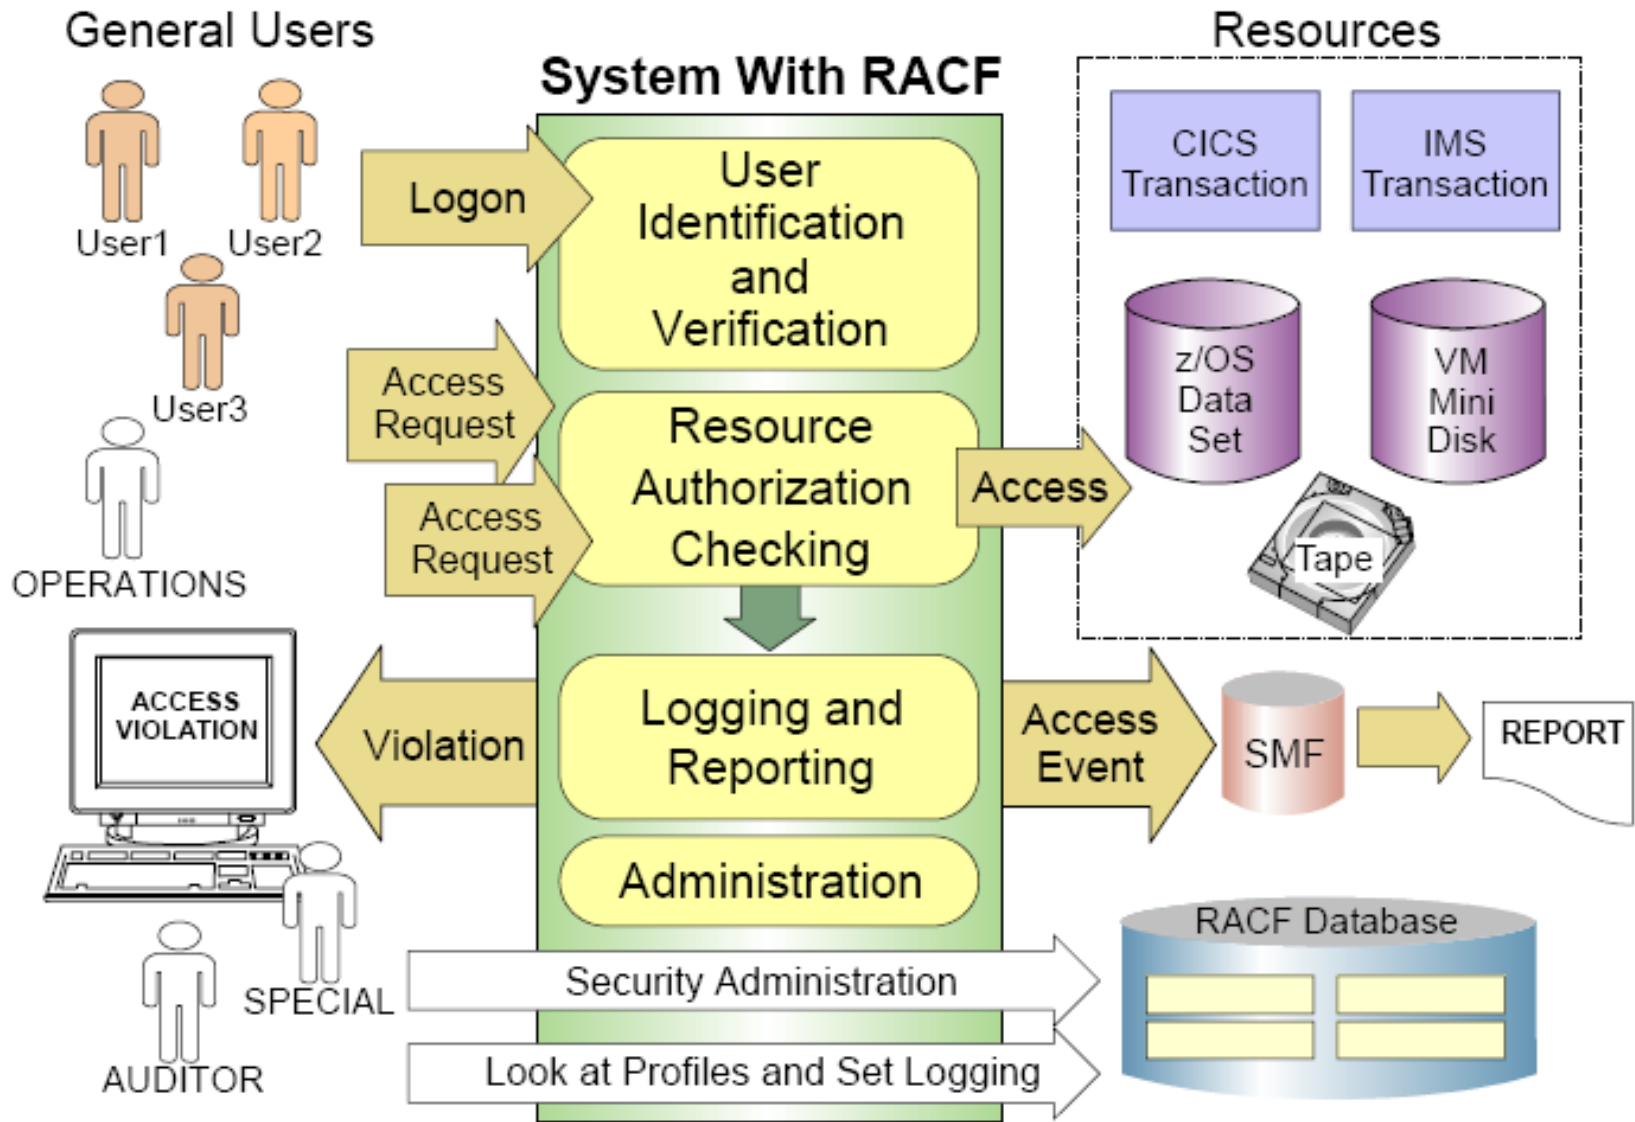 General Users
System With RACF
Resources
User1
User2
User3
OPERATIONS
Logon
Access
Request
Access
Request
User
Identification
and
Verification
Resource
Authorization
Checking
Access
CICS
Transaction
IMS
Transaction
z/OS
Data
Set
VM
Mini
Disk
Tape
ACCESS
VIOLATION
Violation
Logging and
Reporting
Access
Event
SMF
REPORT
Administration
SPECIAL
AUDITOR
Security Administration
Look at Profiles and Set Logging
RACF Database